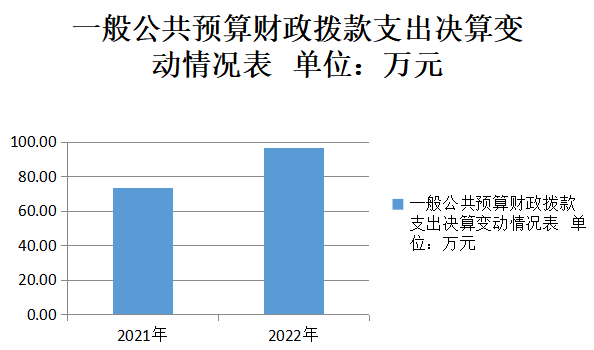 一般公共预算财政拨款支出决算变
动情况表 单位：万元
100.00
80.00
60.00
40.00
20.00
0.00
2021年
2022年
一般公共预算财政拨款
支出决算变动情况表 单
位：万元